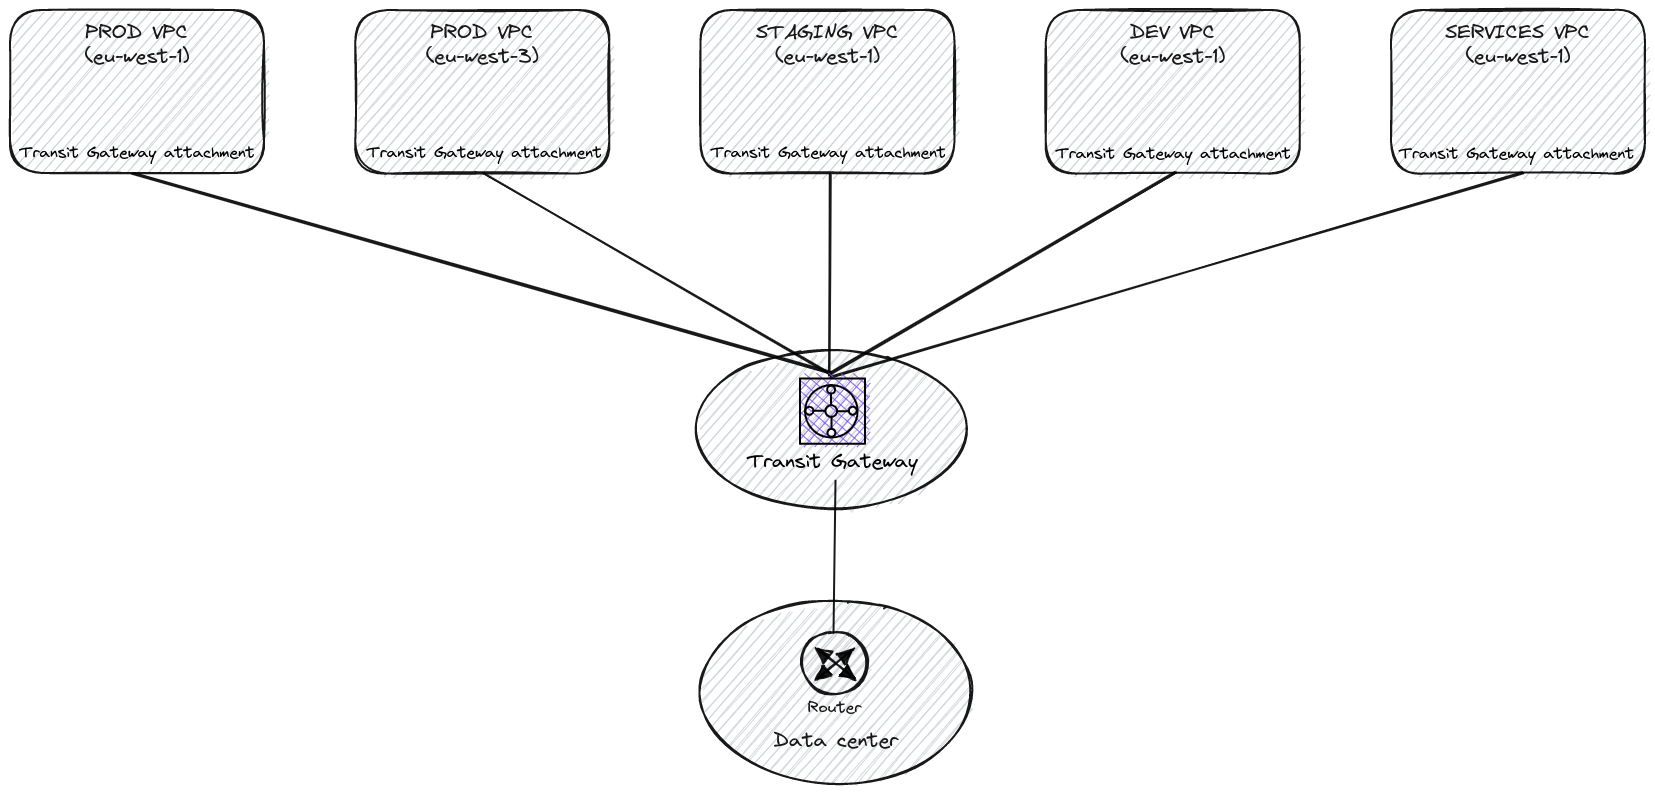 PROD VPC
(eu-west-1)
Transit Gateway attachment
PROD VPC
(eu-west-3)
Transit Gateway attachment
STAGING VPC
(eu-west-1)
Transit Gateway attachment
DEV VPC
(eu-west-1)
Transit Gateway attachment
SERVICES VPC
(eu-west-1)
Transit Gateway attachment
Transit Gateway
Router
Data center